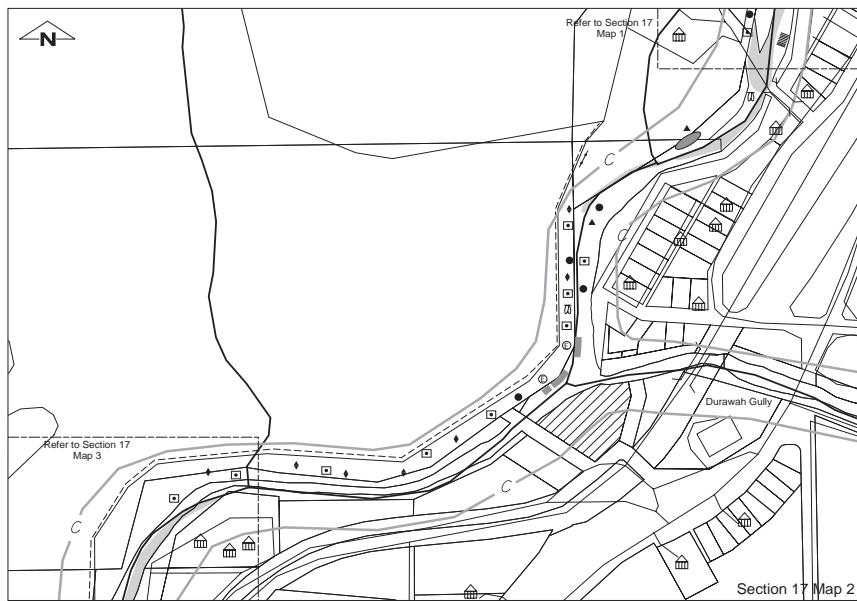 N
Refer to Section 17
Map 1
C
C
E
E
Durawah Gully
Refer to Section 17
Map 3
C
C
Section 17 Map 2